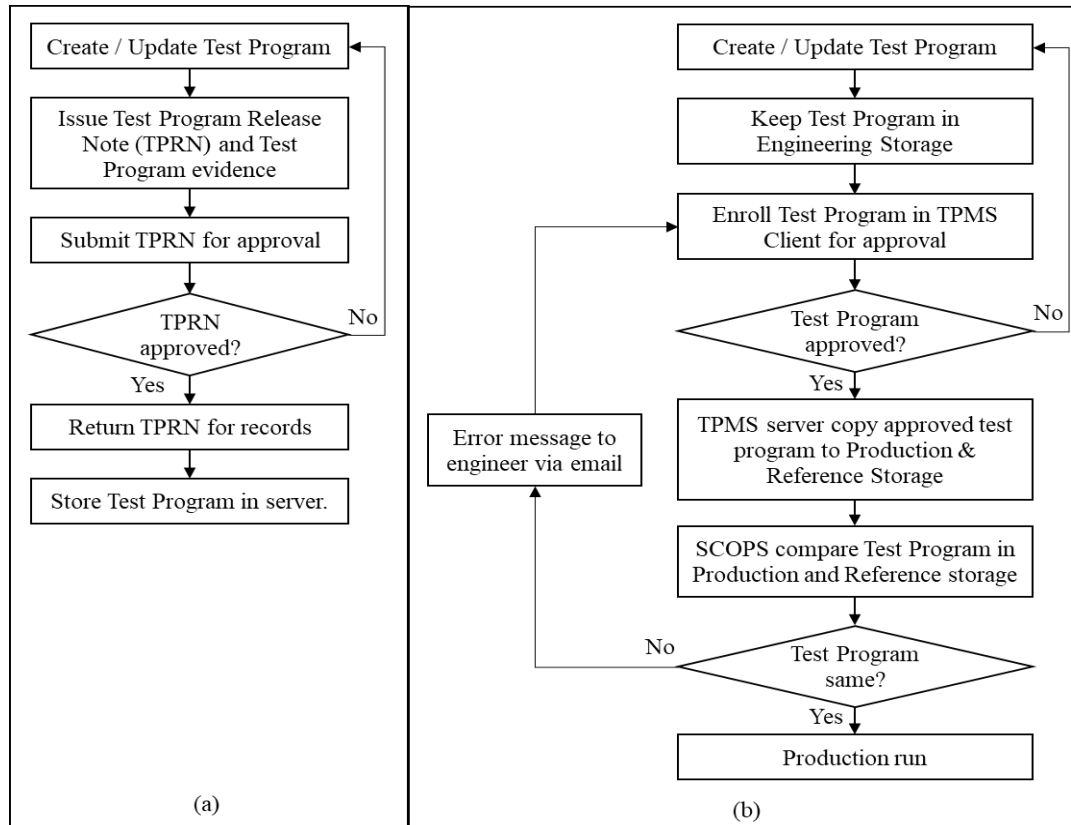 Create / Update Test Program
Issue Test Program Release
Note (TPRN) and Test
Program evidence
Submit TPRN for approval
TPRN
approved?
No
Yes
Return TPRN for records
Store Test Program in server.
(a)
Create / Update Test Program
Keep Test Program in
Engineering Storage
Enroll Test Program in TPMS
Client for approval
Test Program
approved?
No
Yes
TPMS server copy approved test
program to Production &
Reference Storage
Error message to
engineer via email
SCOPS compare Test Program in
Production and Reference storage
No
Test Program
same?
Yes
Production run
(b)